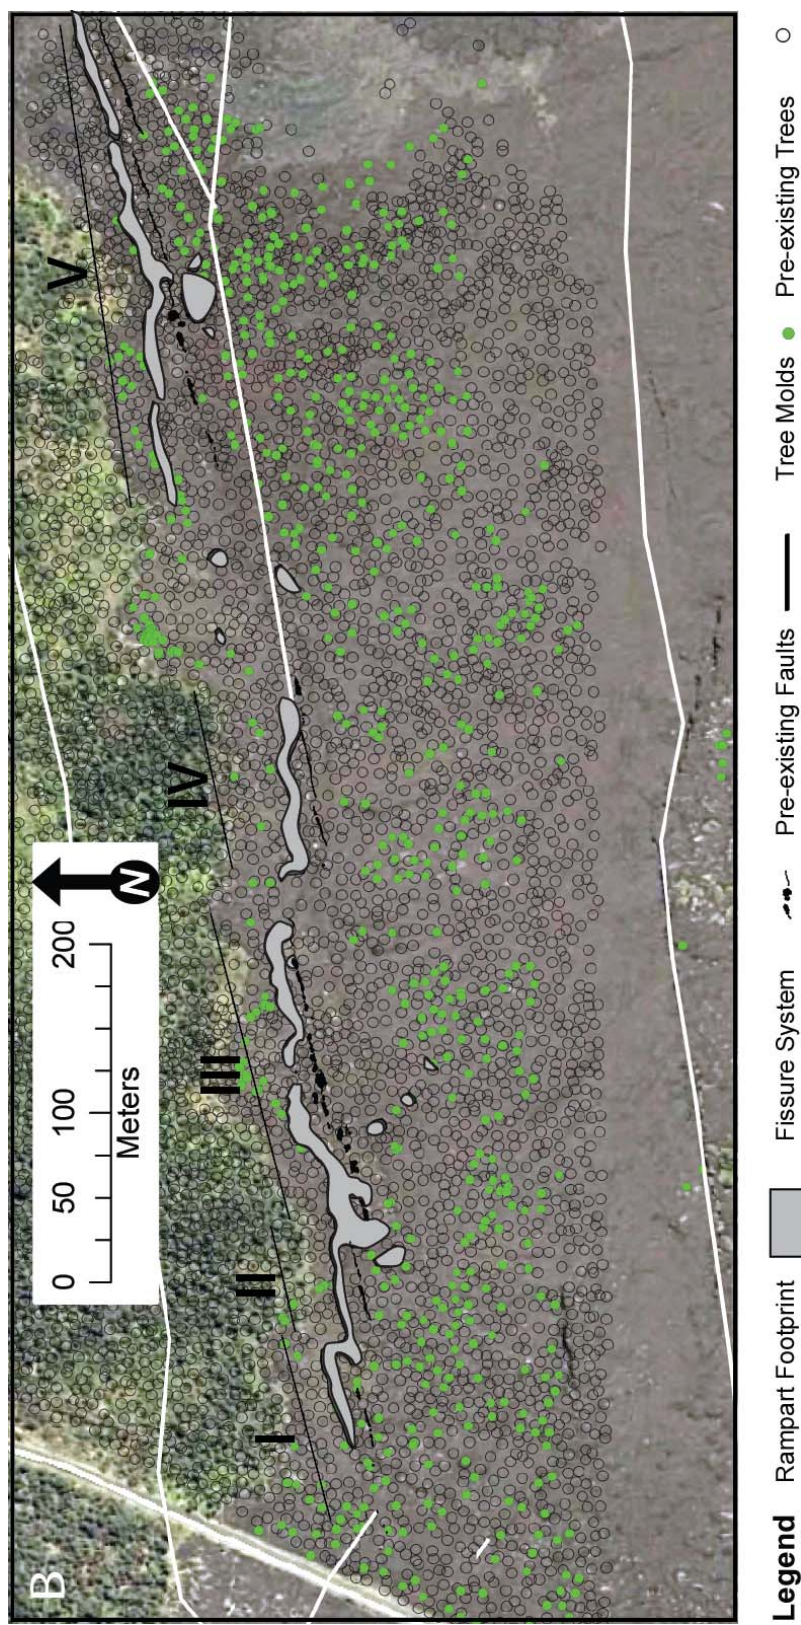 B
I
II
III
IV
V
0 50 100 200
Meters
N
Legend Rampart Footprint Fissure System Pre-existing Faults Tree Molds Pre-existing Trees